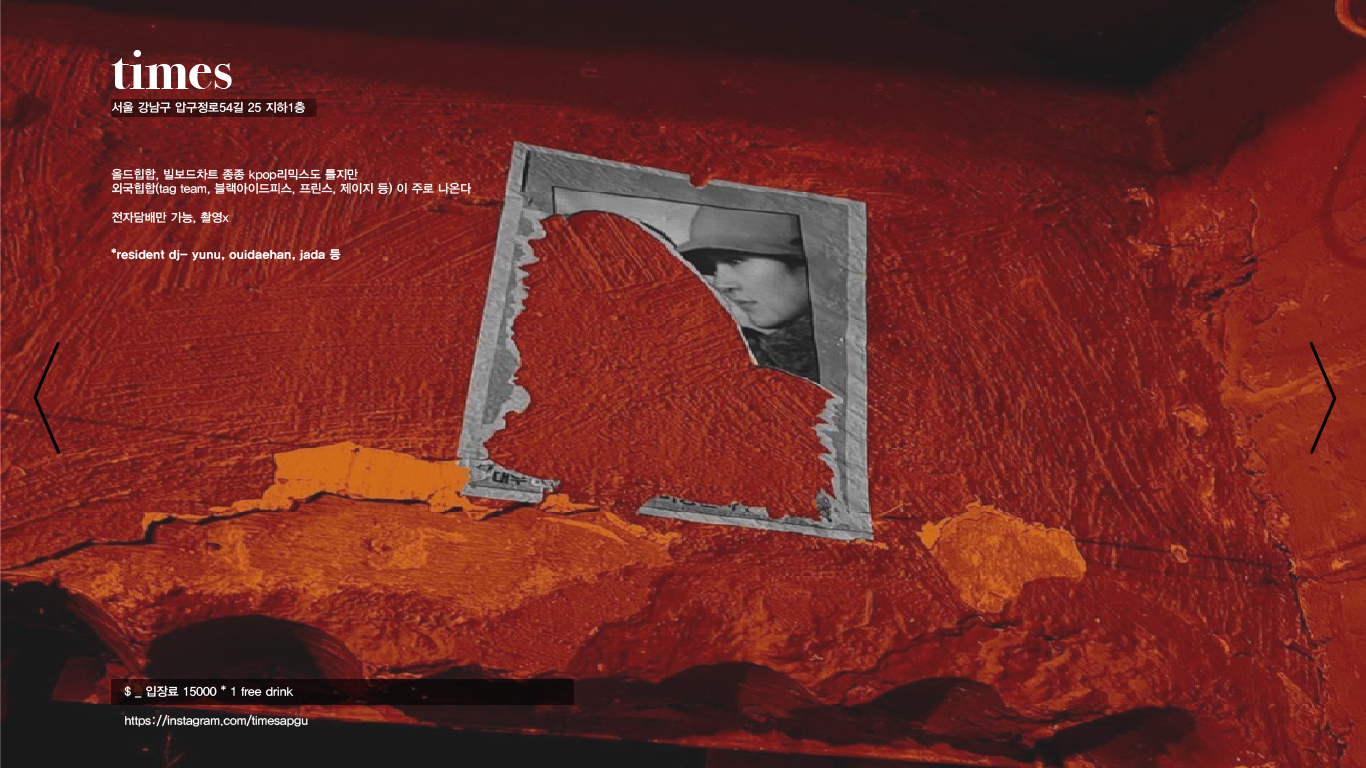 times
서울 강남구 압구정로54길 25 지하1층
올드힙합, 빌보드차트 종종 kpop리믹스도 틀지만
외국힙합(tag team, 블랙아이드피스, 프린스, 제이지 등) 이 주로 나온다
전자담배만 가능, 촬영x
*resident dj- yunu, ouidaehan, jada 등
$ _ 입장료 15000 * 1 free drink
https://instagram.com/timesapgu